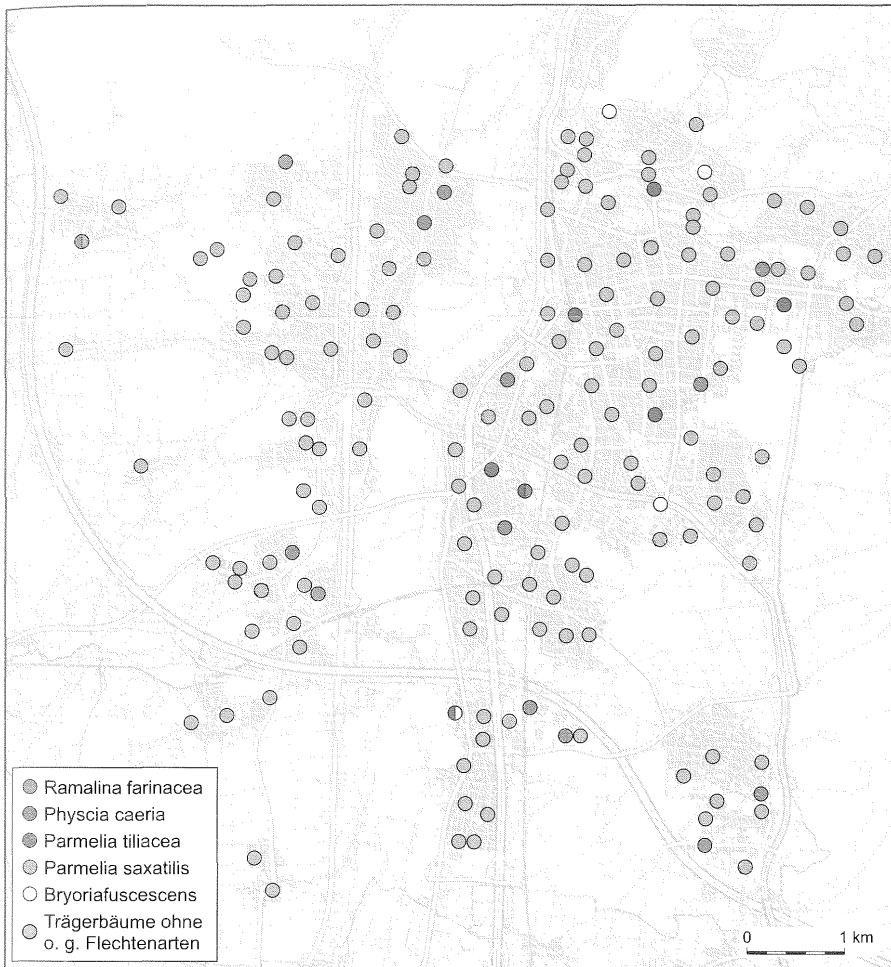 Ramalina farinacea
Physcia caeria
Parmelia tiliacea
Parmelia saxatilis
Bryoriafuscescens
Trägerbäume ohne
o. g. Flechtenarten
0 1 km